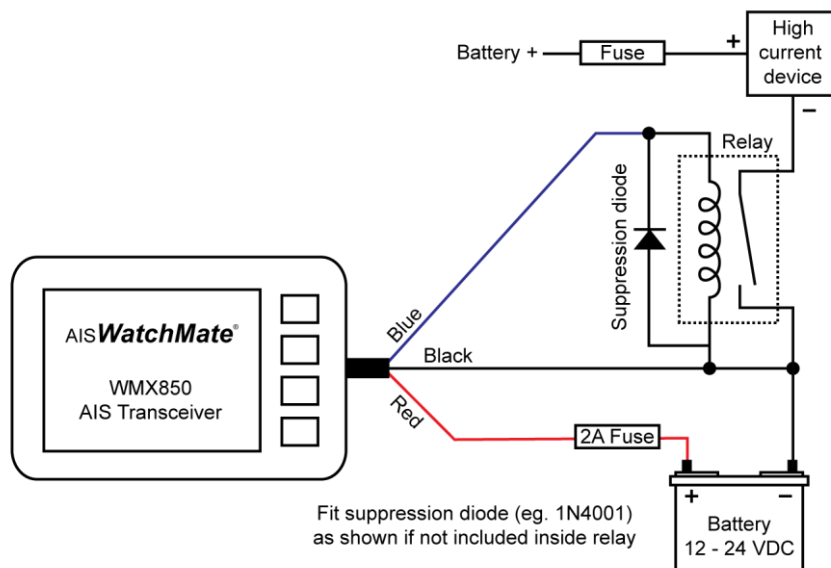 High
current
device
Battery +
Fuse
+
−
Relay
Suppression diode
Blue
Black
Red
AIS WatchMate®
WMX850
AIS Transceiver
2A Fuse
+ −
Battery
12 - 24 VDC
Fit suppression diode (eg. 1N4001)
as shown if not included inside relay